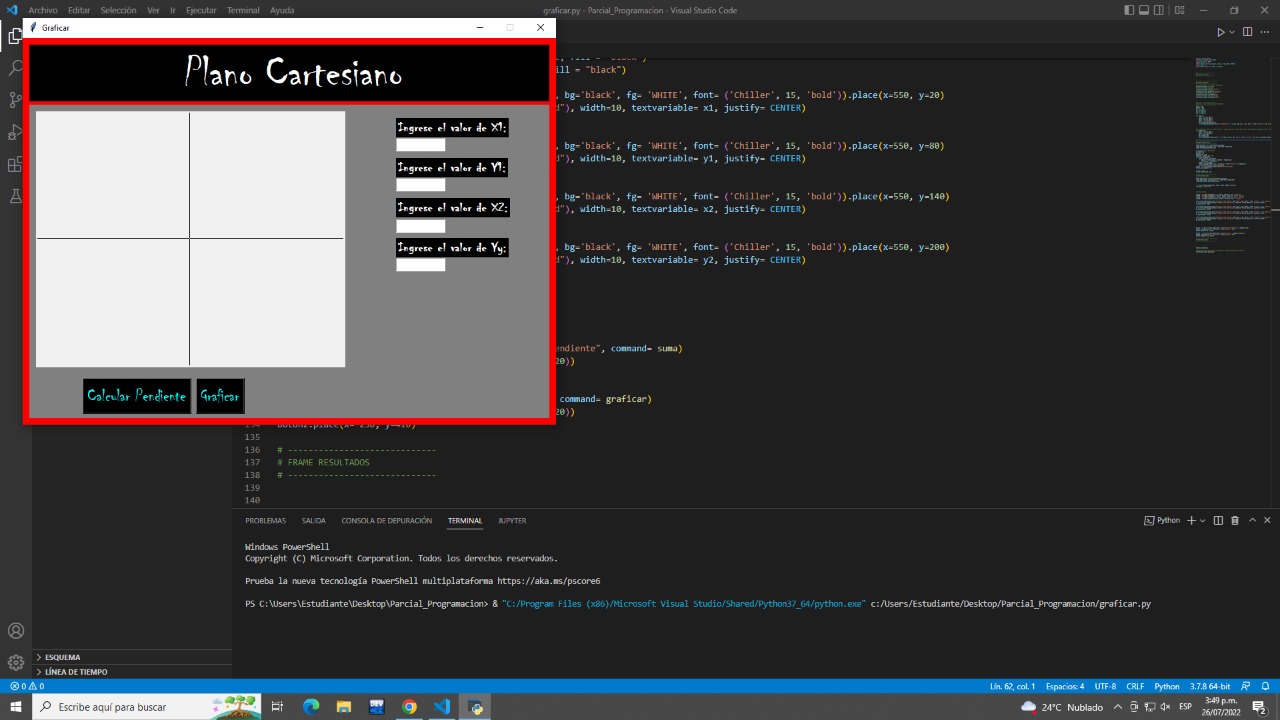 Archivo Editar Selección Ver Ir Ejecutar Terminal Ayuda
graficar.py - Parcial_Programacion - Visual Studio Code
Graficar
Plano Cartesiano
Ingrese el valor de X1:
Ingrese el valor de Y1:
Ingrese el valor de X2:
Ingrese el valor de Yy:
Calcular Pendiente
Graficar
ill = "black")
, bg='black', fg= 'WHITE', font= ('Chiller', 15, 'bold')).place(x=550, y=20)
d"), width=10, textvariable= x1, justify= CENTER)
, bg='black', fg= 'WHITE', font= ('Chiller', 15, 'bold')).place(x=550, y=80)
d"), width=10, textvariable= y1, justify= CENTER)
, bg='black', fg= 'WHITE', font= ('Chiller', 15, 'bold')).place(x=550, y=140)
d"), width=10, textvariable= x2, justify= CENTER)
, bg='black', fg= 'WHITE', font= ('Chiller', 15, 'bold')).place(x=550, y=200)
d"), width=10, textvariable= y2, justify= CENTER)
endiente", command= suma)
20))
command= graficar)
20))
135
136 # -----------------------------
137 # FRAME RESULTADOS
138 # -----------------------------
139
140
PROBLEMAS SALIDA CONSOLA DE DEPURACIÓN TERMINAL JUPYTER
Python
Windows PowerShell
Copyright (C) Microsoft Corporation. Todos los derechos reservados.
Prueba la nueva tecnología PowerShell multiplataforma https://aka.ms/pscore6
PS C:\Users\Estudiante\Desktop\Parcial_Programacion> & "C:/Program Files (x86)/Microsoft Visual Studio/Shared/Python37_64/python.exe" c:/Users/Estudiante/Desktop/Parcial_Programacion/graficar.py
ESQUEMA
LÍNEA DE TIEMPO
0 0
Lín. 62, col. 1 Espacios: 4 UTF-8 CRLF Python 3.7.8 64-bit
Escribe aquí para buscar
24°C Nublado
3:49 p.m.
26/07/2022
2